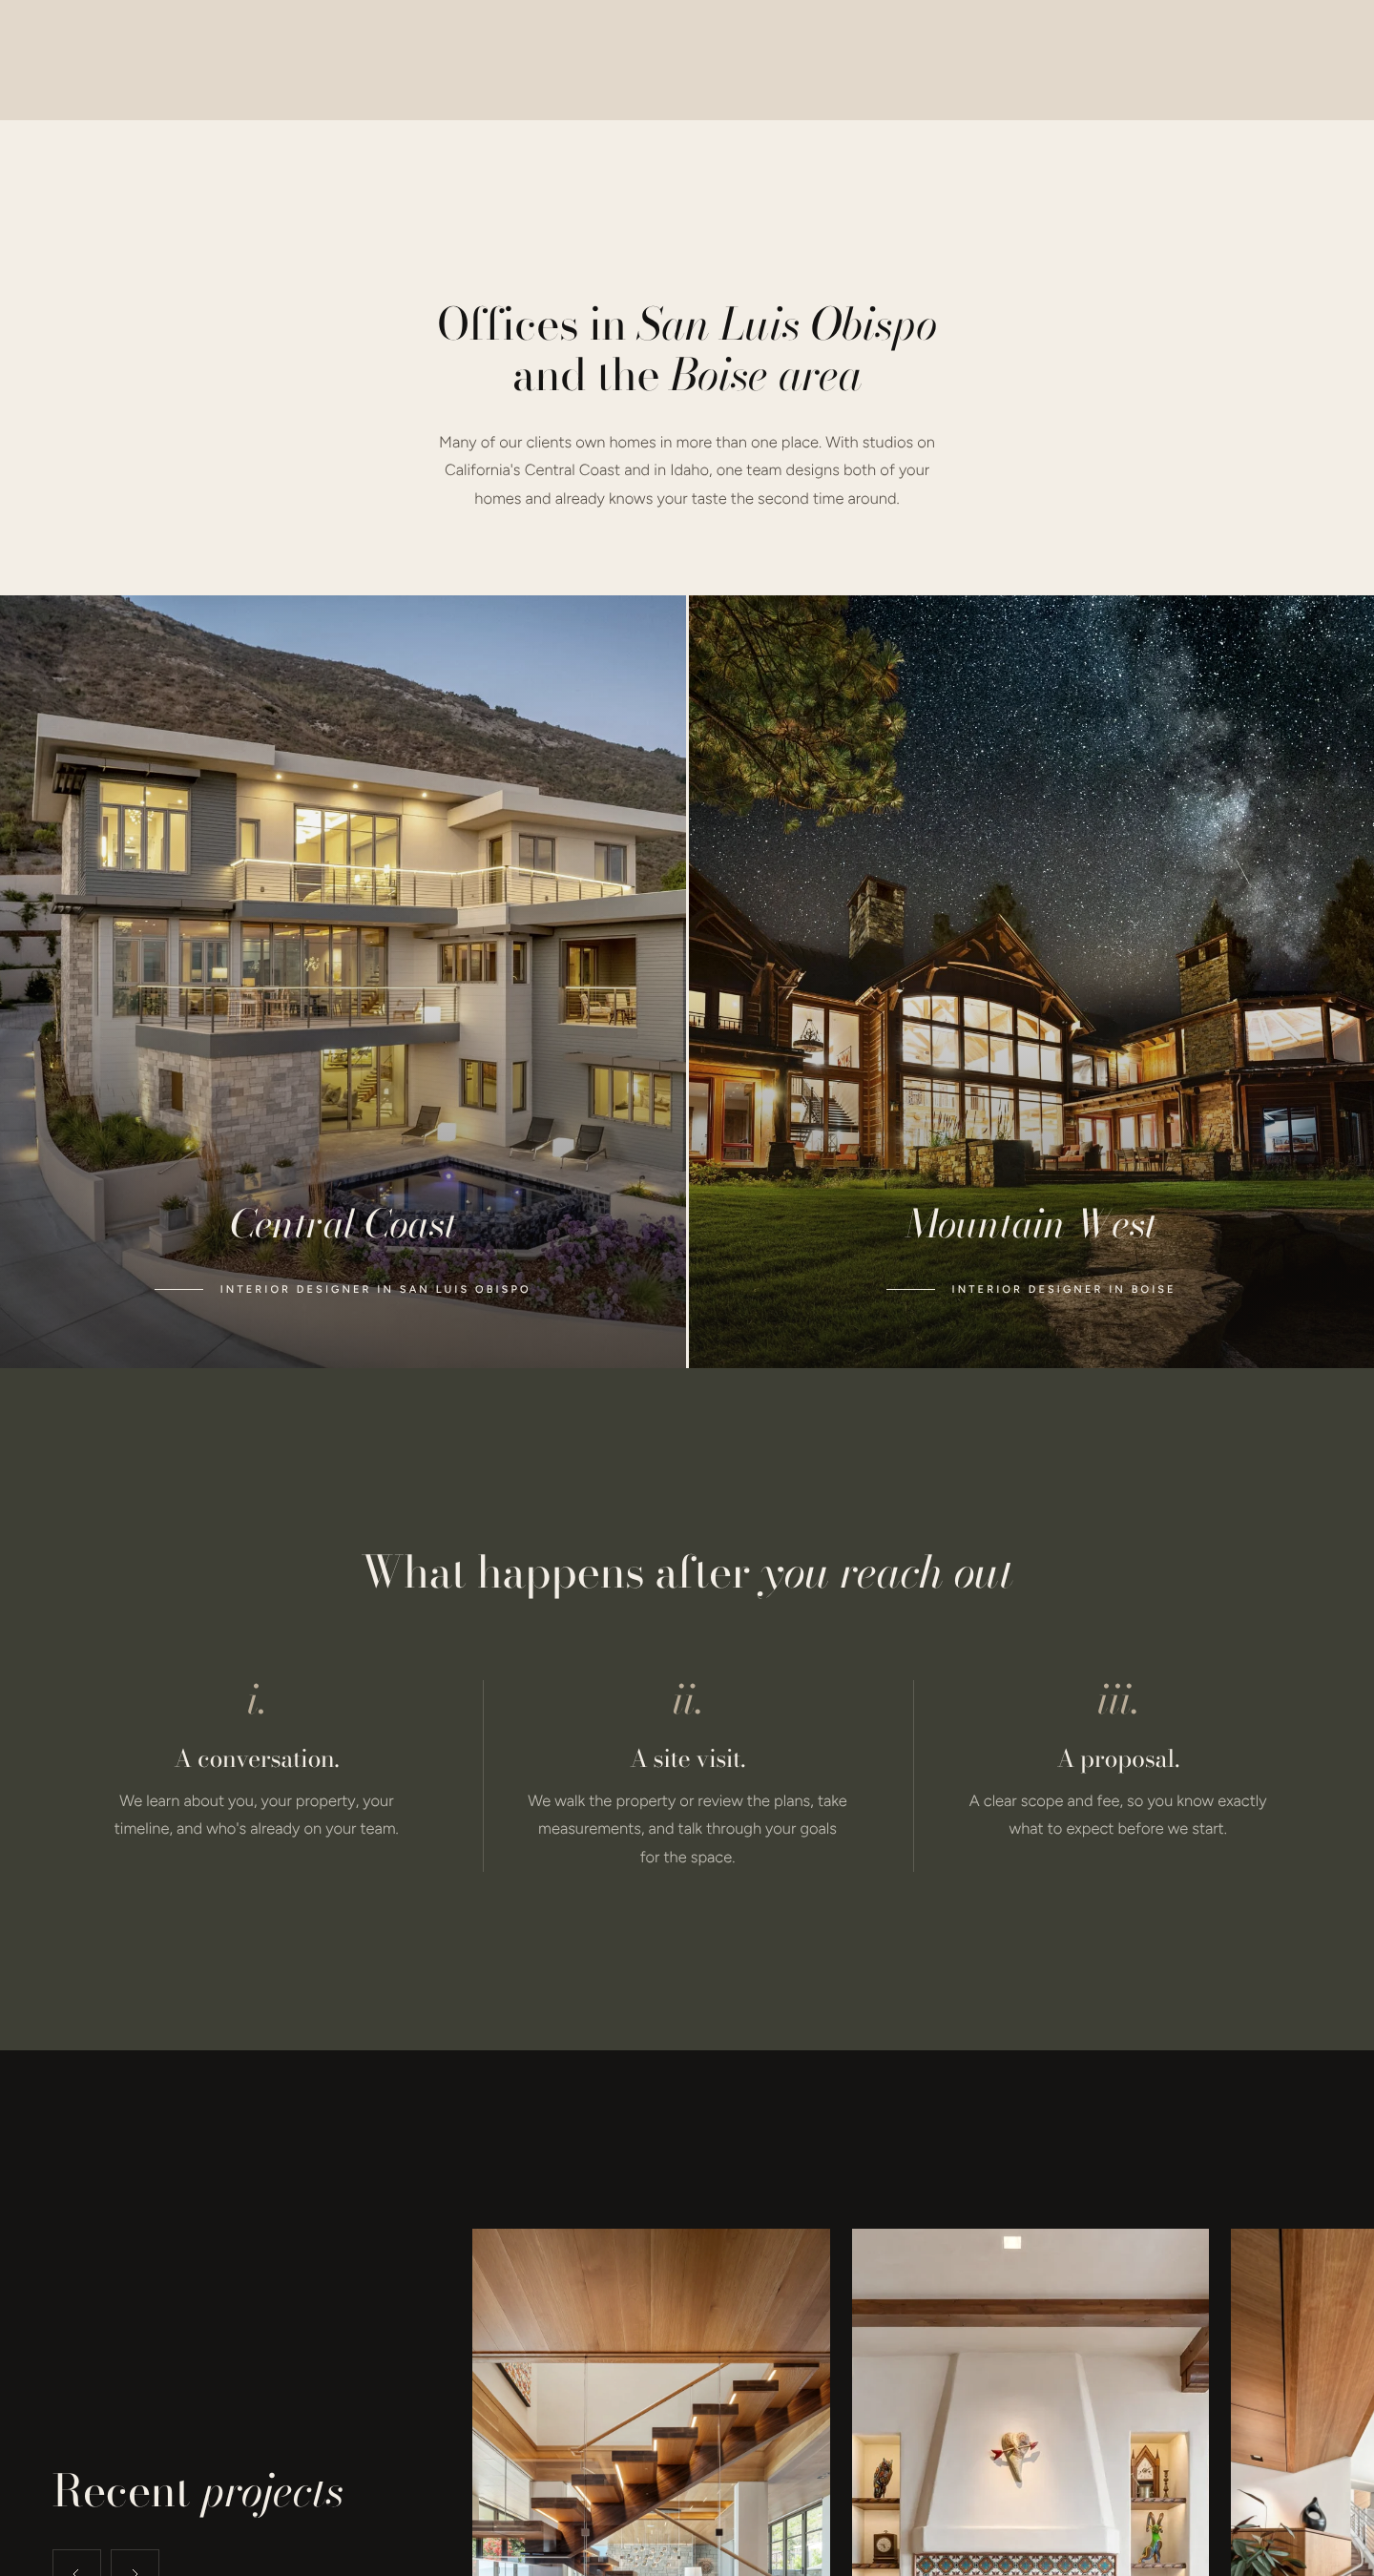 Offices in San Luis Obispo
and the Boise area
Many of our clients own homes in more than one place. With studios on
California's Central Coast and in Idaho, one team designs both of your
homes and already knows your taste the second time around.
Central Coast
INTERIOR DESIGNER IN SAN LUIS OBISPO
Mountain West
INTERIOR DESIGNER IN BOISE
What happens after you reach out
i.
A conversation.
We learn about you, your property, your
timeline, and who's already on your team.
ii.
A site visit.
We walk the property or review the plans, take
measurements, and talk through your goals
for the space.
iii.
A proposal.
A clear scope and fee, so you know exactly
what to expect before we start.
Recent projects